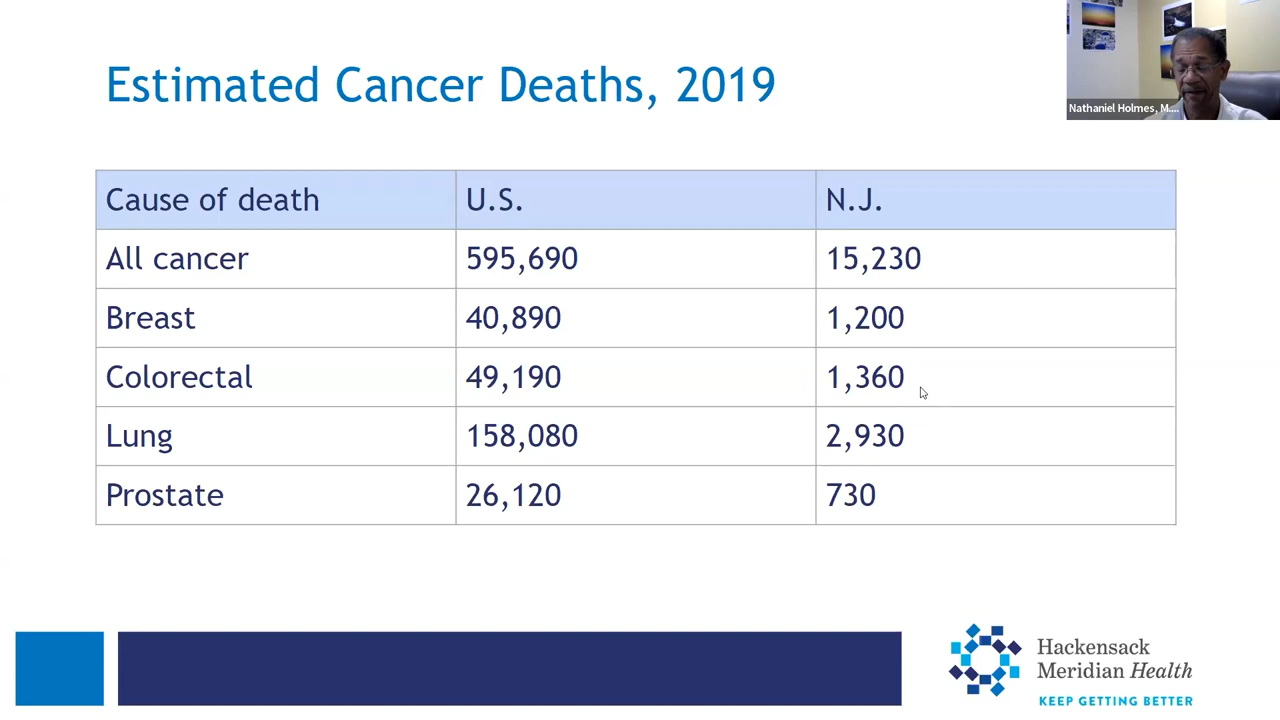 Estimated Cancer Deaths, 2019
Nathaniel Holmes, M....
Cause of death U.S. N.J.
All cancer 595,690 15,230
Breast 40,890 1,200
Colorectal 49,190 1,360
Lung 158,080 2,930
Prostate 26,120 730
Hackensack
Meridian Health
KEEP GETTING BETTER